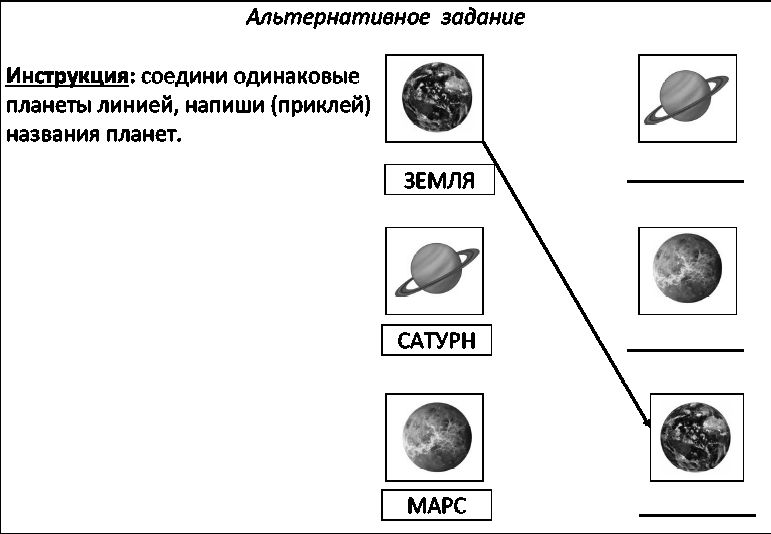 Альтернативное задание
Инструкция: соедини одинаковые
планеты линией, напиши (приклей)
названия планет.
ЗЕМЛЯ
САТУРН
МАРС